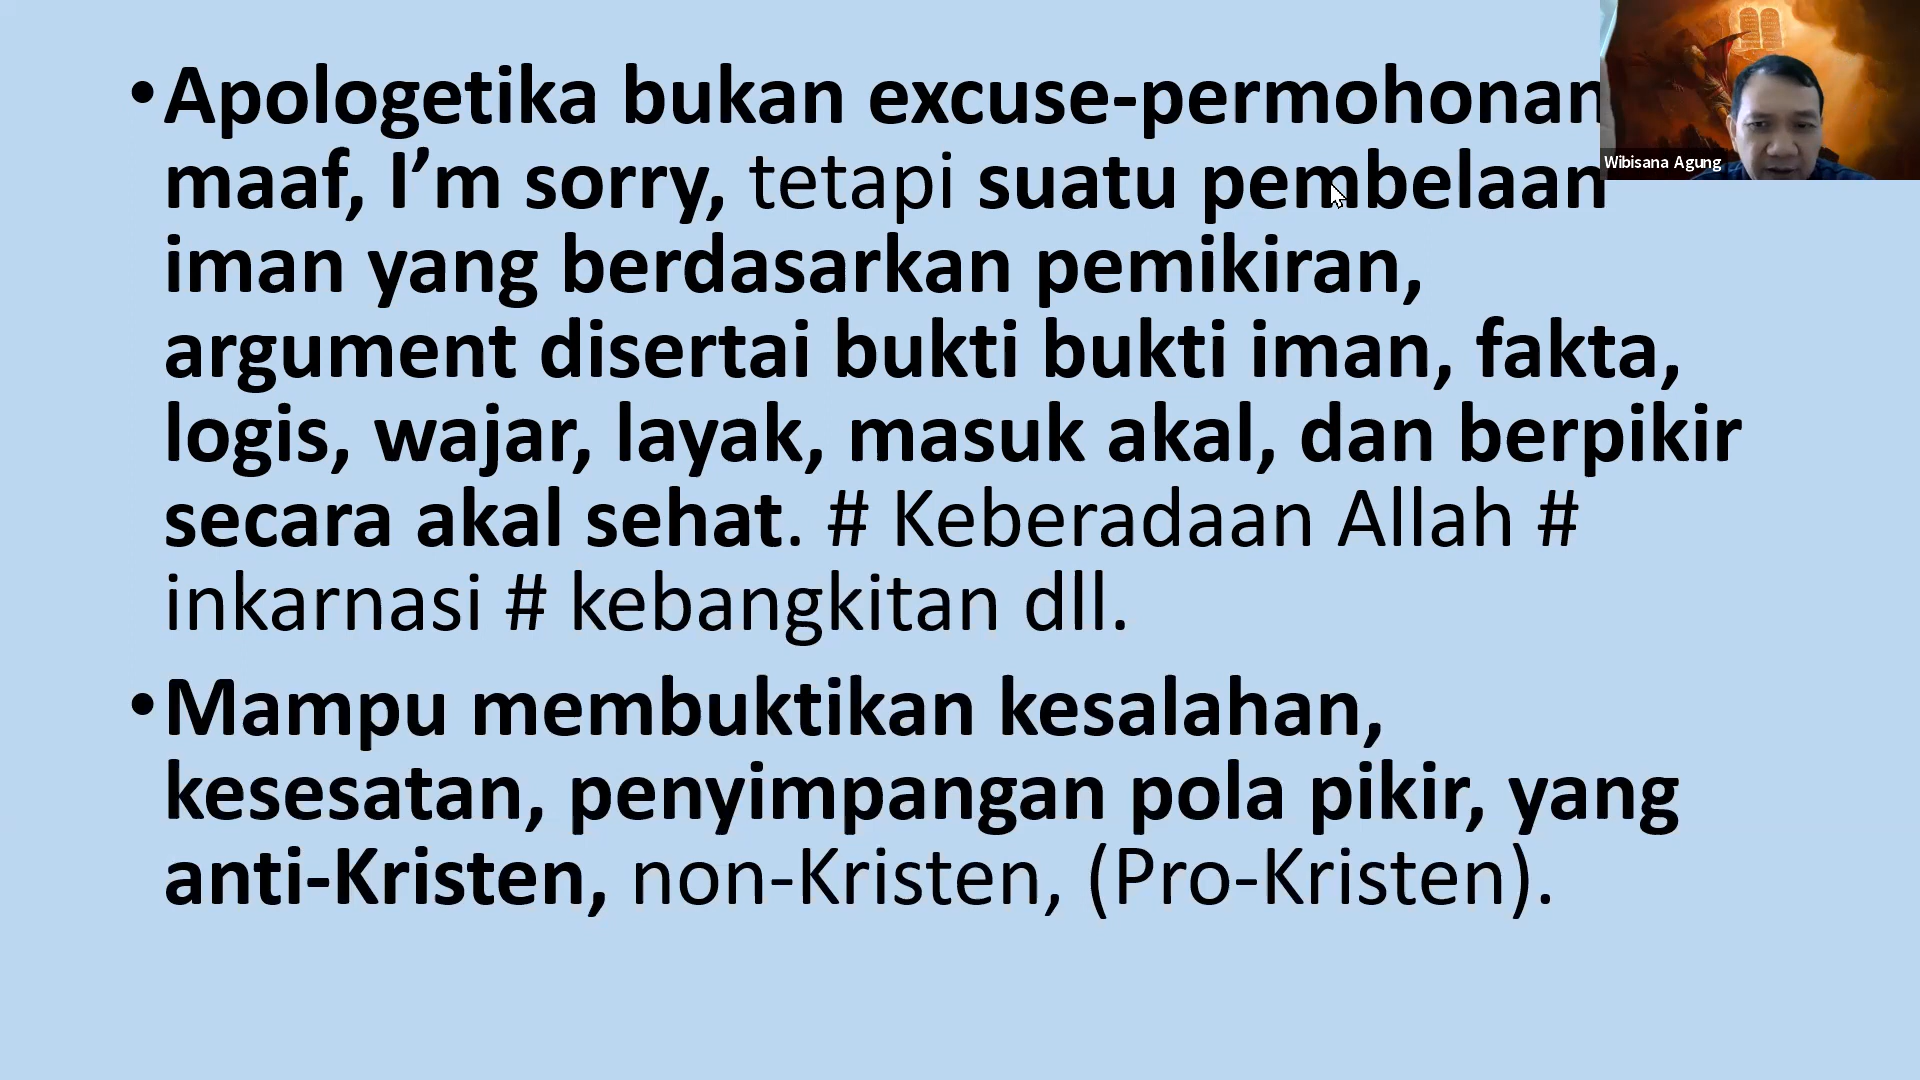 •Apologetika bukan excuse-permohonan
maaf, I’m sorry, tetapi suatu pembelaan
iman yang berdasarkan pemikiran,
argument disertai bukti bukti iman, fakta,
logis, wajar, layak, masuk akal, dan berpikir
secara akal sehat. # Keberadaan Allah #
inkarnasi # kebangkitan dll.
•Mampu membuktikan kesalahan,
kesesatan, penyimpangan pola pikir, yang
anti-Kristen, non-Kristen, (Pro-Kristen).
Wibisana Agung